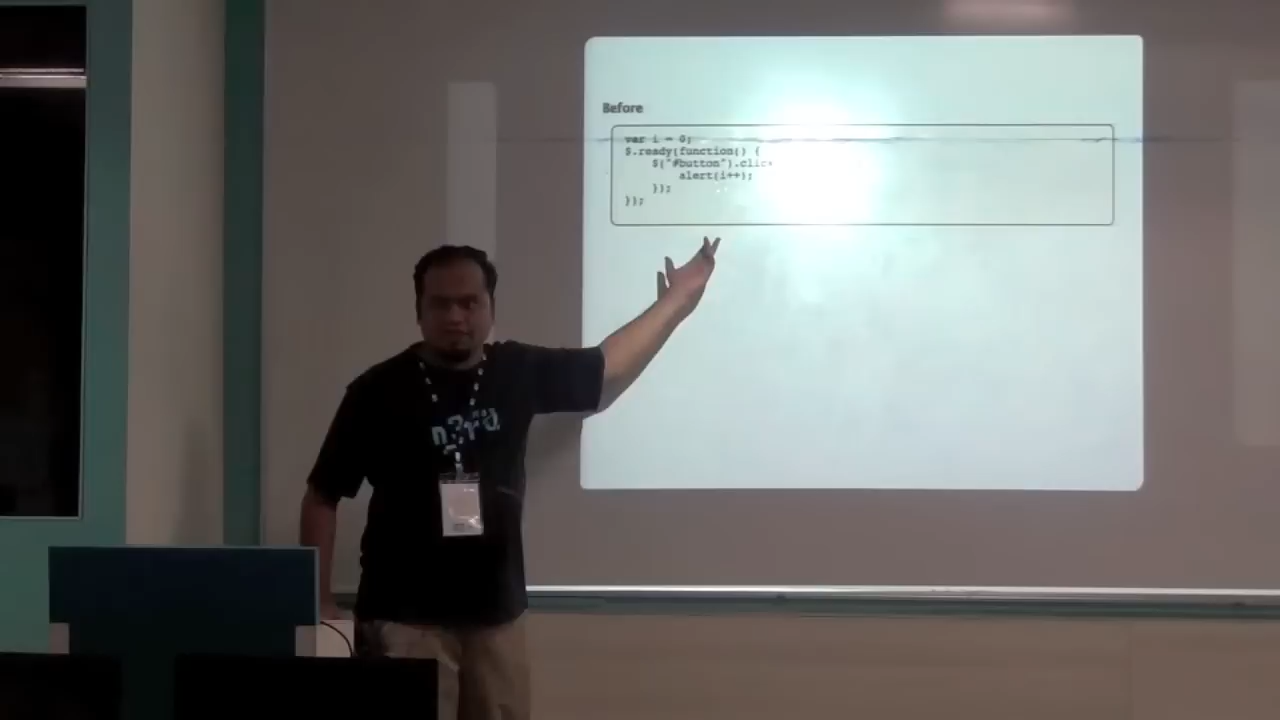 Before
var i = 0;
$.ready(function() {
$("#button").clic
alert(i++);
});
});